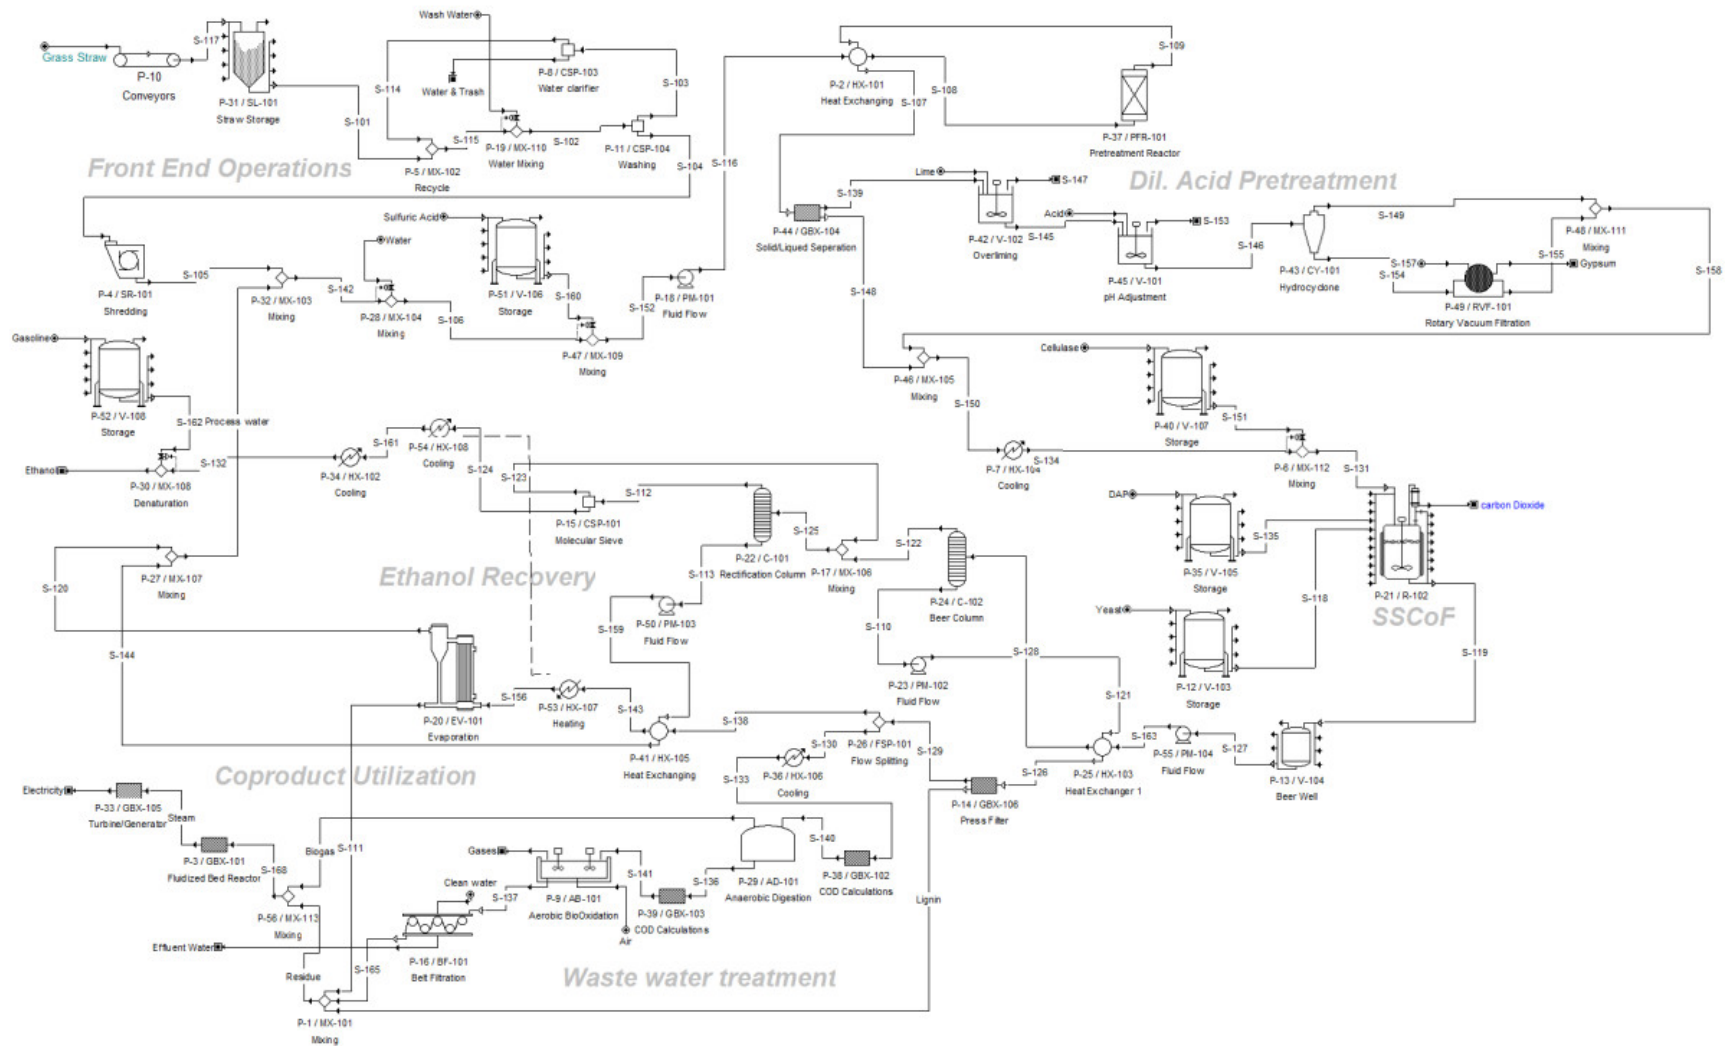 Grass Straw
S-117
P-10
Conveyors
P-31 / SL-101
Straw Storage
S-101
Wash Water
S-114
P-8 / CSP-103
Water clarifier
Water & Trash
S-103
S-115
P-19 / MX-110
Water Mixing
S-102
P-11 / CSP-104
Washing
S-104
P-5 / MX-102
Recycle
Front End Operations
S-116
P-2 / HX-101
Heat Exchanging
S-107
S-108
S-109
P-37 / PFR-101
Pretreatment Reactor
Dil. Acid Pretreatment
P-4 / SR-101
Shredding
S-105
P-32 / MX-103
Mixing
S-142
Water
P-28 / MX-104
Mixing
S-106
Sulfuric Acid
P-51 / V-106
Storage
S-160
P-47 / MX-109
Mixing
S-152
P-18 / PM-101
Fluid Flow
P-44 / GBX-104
Solid/Liquid Seperation
S-139
S-148
Lime
S-147
P-42 / V-102
Overliming
S-145
Acid
S-153
P-45 / V-101
pH Adjustment
S-146
P-43 / CY-101
Hydrocyclone
S-149
S-157
S-154
P-49 / RVF-101
Rotary Vacuum Filtration
S-155
Gypsum
P-48 / MX-111
Mixing
S-158
Gasoline
P-52 / V-108
Storage
S-162
Process water
Ethanol
P-30 / MX-108
Denaturation
S-132
P-34 / HX-102
Cooling
S-161
P-54 / HX-108
Cooling
S-124
S-123
P-15 / CSP-101
Molecular Sieve
S-112
P-22 / C-101
Rectification Column
S-125
P-17 / MX-106
Mixing
S-122
P-24 / C-102
Beer Column
P-46 / MX-105
Mixing
S-150
P-7 / HX-104
Cooling
S-134
Cellulase
P-40 / V-107
Storage
S-151
P-6 / MX-112
Mixing
S-131
carbon Dioxide
DAP
P-35 / V-105
Storage
S-135
S-118
P-21 / R-102
SSCoF
Yeast
P-12 / V-103
Storage
S-119
S-120
P-27 / MX-107
Mixing
S-144
Ethanol Recovery
S-113
P-50 / PM-103
Fluid Flow
S-159
S-110
P-23 / PM-102
Fluid Flow
S-128
S-121
P-20 / EV-101
Evaporation
S-156
P-53 / HX-107
Heating
S-143
P-41 / HX-105
Heat Exchanging
S-138
P-26 / FSP-101
Flow Splitting
S-130
S-129
P-36 / HX-106
Cooling
S-133
P-14 / GBX-106
Press Filter
S-126
P-25 / HX-103
Heat Exchanger 1
S-163
P-55 / PM-104
Fluid Flow
S-127
P-13 / V-104
Beer Well
Coproduct Utilization
Electricity
P-33 / GBX-105
Turbine/Generator
Steam
P-3 / GBX-101
Fluidized Bed Reactor
S-168
P-56 / MX-113
Mixing
Biogas
S-111
Gases
P-9 / AB-101
Aerobic BioOxidation
Air
S-141
P-39 / GBX-103
COD Calculations
S-136
P-29 / AD-101
Anaerobic Digestion
S-140
P-38 / GBX-102
COD Calculations
Clean water
S-137
Effluent Water
P-16 / BF-101
Belt Filtration
S-165
Residue
P-1 / MX-101
Mixing
Lignin
Waste water treatment